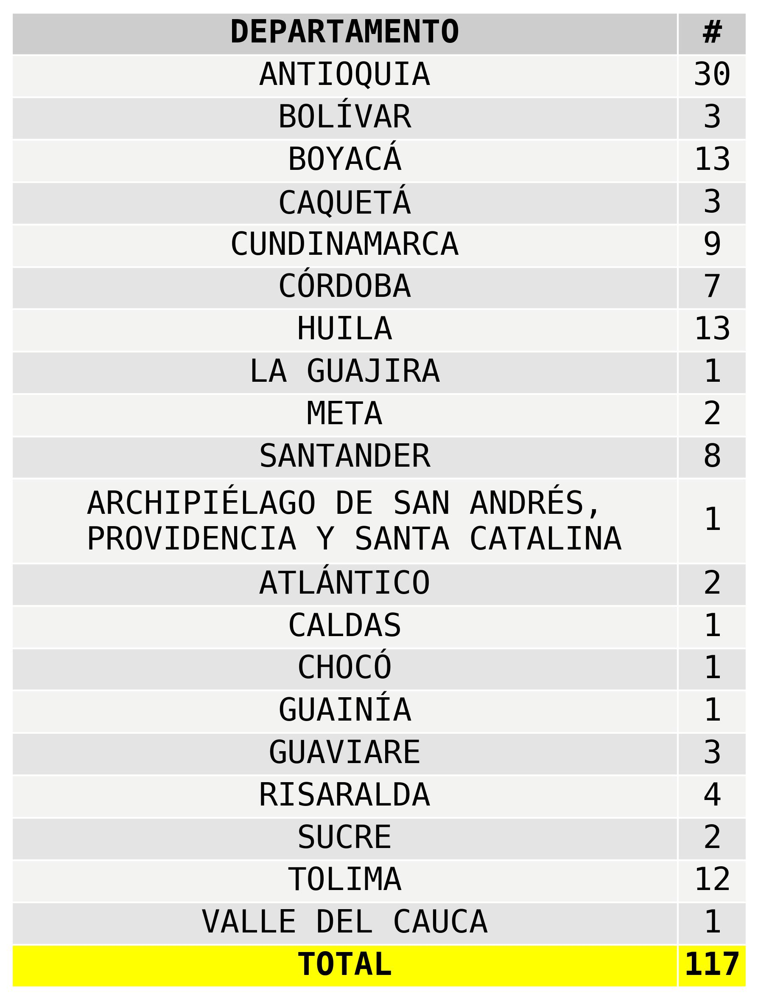 DEPARTAMENTO #
ANTIOQUIA 30
BOLÍVAR 3
BOYACÁ 13
CAQUETÁ 3
CUNDINAMARCA 9
CÓRDOBA 7
HUILA 13
LA GUAJIRA 1
META 2
SANTANDER 8
ARCHIPIÉLAGO DE SAN ANDRÉS,
PROVIDENCIA Y SANTA CATALINA 1
ATLÁNTICO 2
CALDAS 1
CHOCÓ 1
GUAINÍA 1
GUAVIARE 3
RISARALDA 4
SUCRE 2
TOLIMA 12
VALLE DEL CAUCA 1
TOTAL 117